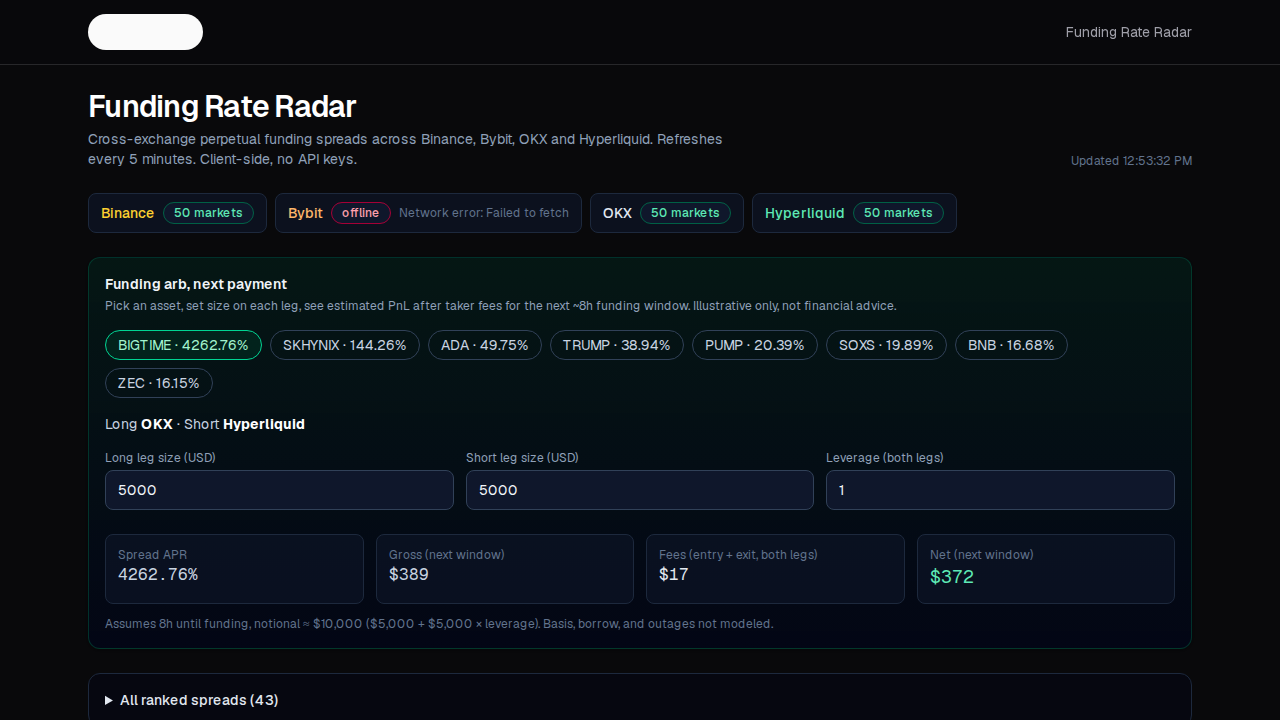 Funding Rate Radar
Funding Rate Radar
Cross-exchange perpetual funding spreads across Binance, Bybit, OKX and Hyperliquid. Refreshes
every 5 minutes. Client-side, no API keys.
Updated 12:53:32 PM
Binance 50 markets Bybit offline Network error: Failed to fetch OKX 50 markets Hyperliquid 50 markets
Funding arb, next payment
Pick an asset, set size on each leg, see estimated PnL after taker fees for the next ~8h funding window. Illustrative only, not financial advice.
BIGTIME · 4262.76% SKHYNIX · 144.26% ADA · 49.75% TRUMP · 38.94% PUMP · 20.39% SOXS · 19.89% BNB · 16.68%
ZEC · 16.15%
Long OKX · Short Hyperliquid
Long leg size (USD) Short leg size (USD) Leverage (both legs)
5000 5000 1
Spread APR Gross (next window) Fees (entry + exit, both legs) Net (next window)
4262.76% $389 $17 $372
Assumes 8h until funding, notional ≈ $10,000 ($5,000 + $5,000 × leverage). Basis, borrow, and outages not modeled.
▶ All ranked spreads (43)